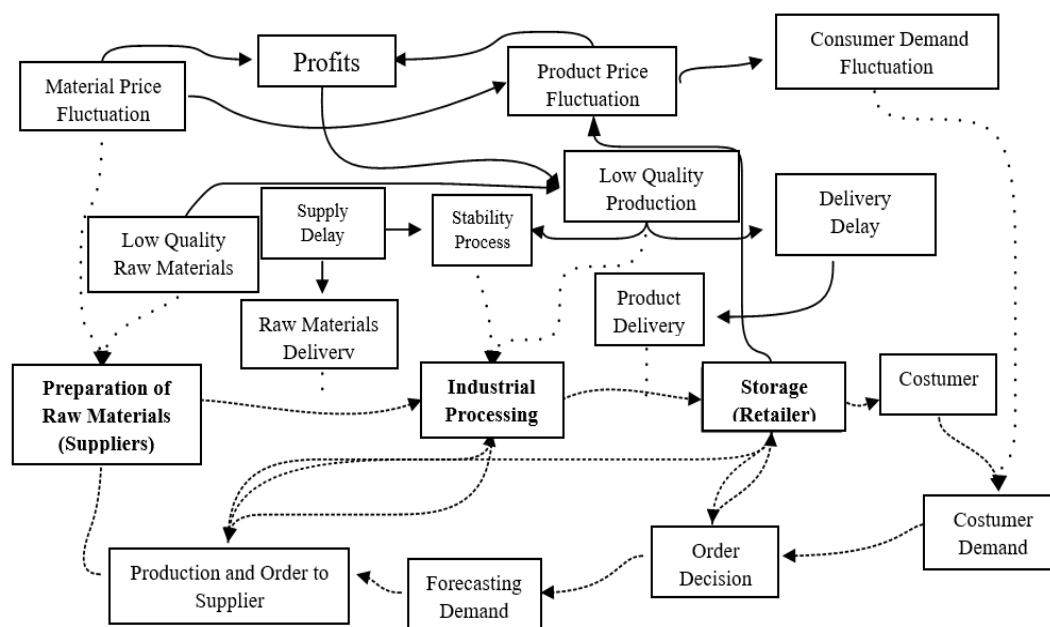 Profits
Consumer Demand
Fluctuation
Material Price
Fluctuation
Product Price
Fluctuation
Low Quality
Production
Supply
Delay
Stability
Process
Delivery
Delay
Low Quality
Raw Materials
Raw Materials
Delivery
Product
Delivery
Preparation of
Raw Materials
(Suppliers)
Industrial
Processing
Storage
(Retailer)
Costumer
Costumer
Demand
Production and Order to
Supplier
Forecasting
Demand
Order
Decision